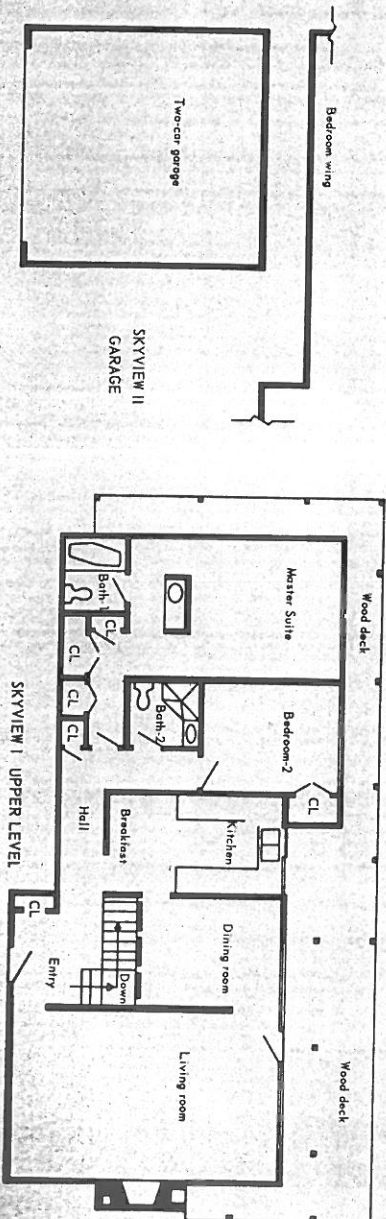 Bedroom wing
Two-car garage
SKYVIEW II
GARAGE
Wood deck
Wood deck
Master Suite
Bedroom-2
CL
Kitchen
Dining room
Living room
Bath-1
CL
Bath-2
Breakfast
CL
CL
CL
Hall
Down
CL
Entry
SKYVIEW I UPPER LEVEL